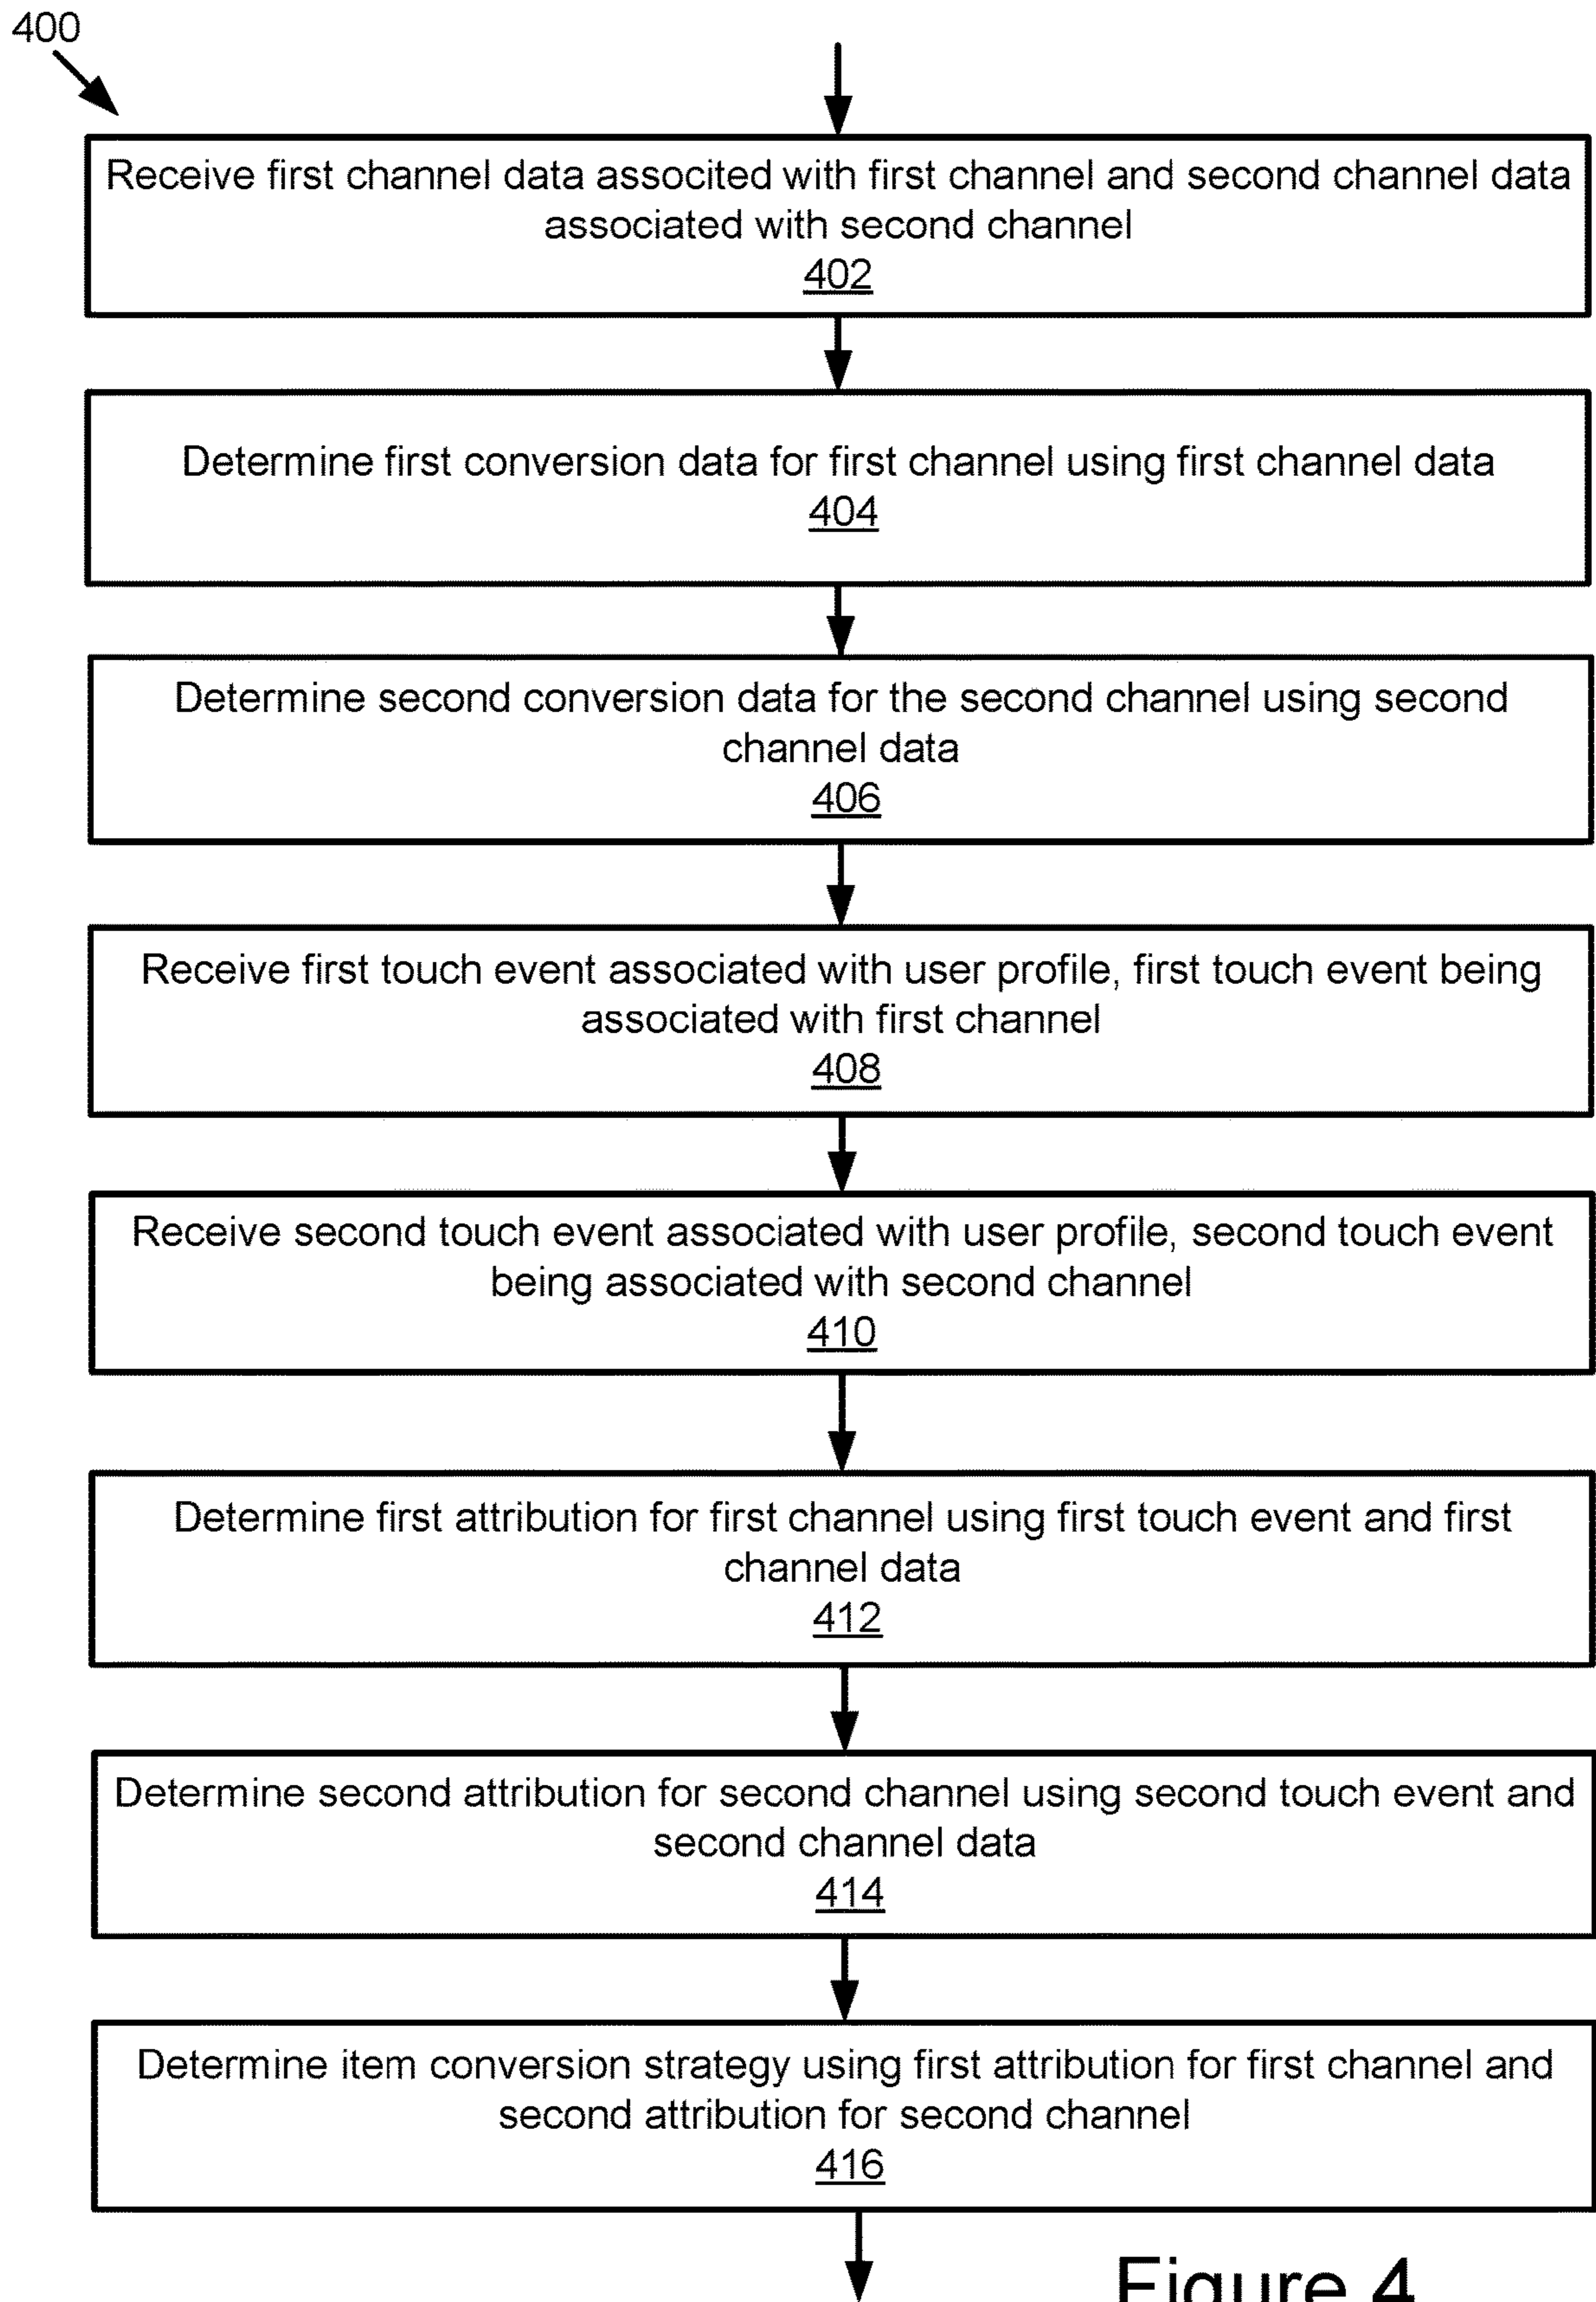 400
Receive first channel data associted with first channel and second channel data
associated with second channel
402
Determine first conversion data for first channel using first channel data
404
Determine second conversion data for the second channel using second
channel data
406
Receive first touch event associated with user profile, first touch event being
associated with first channel
408
Receive second touch event associated with user profile, second touch event
being associated with second channel
410
Determine first attribution for first channel using first touch event and first
channel data
412
Determine second attribution for second channel using second touch event and
second channel data
414
Determine item conversion strategy using first attribution for first channel and
second attribution for second channel
416
Figure 4